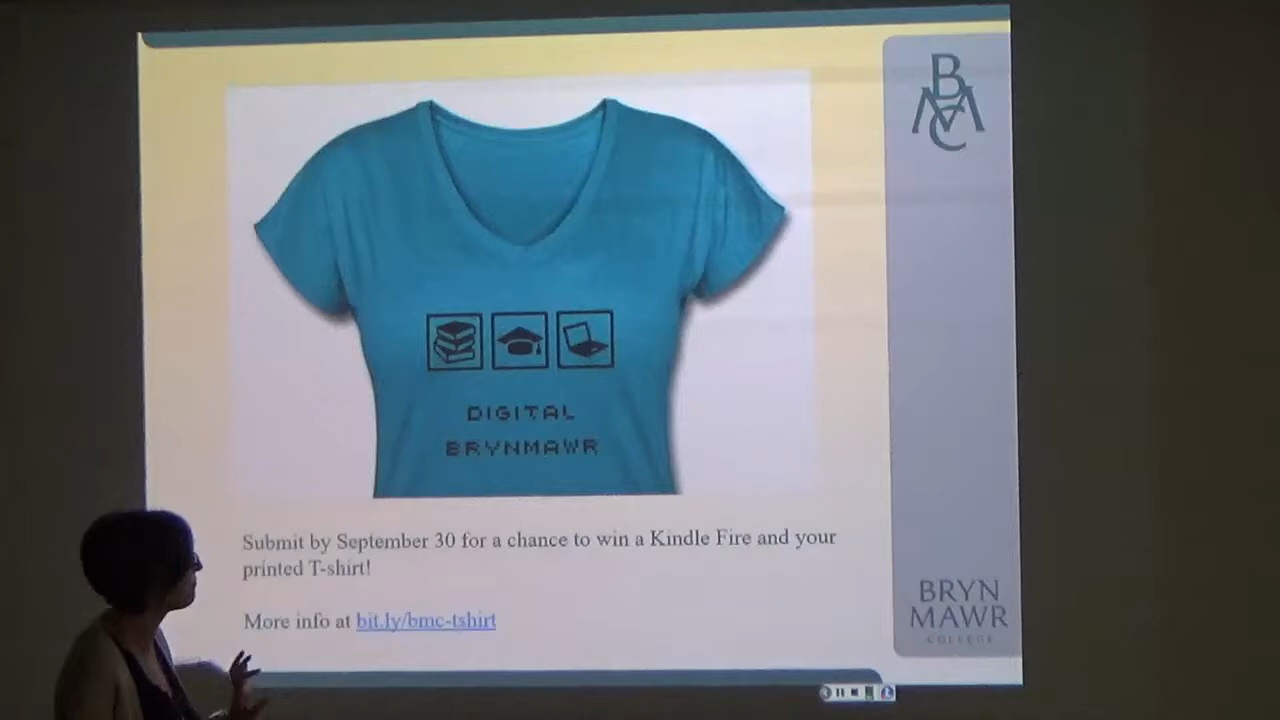 BMC
DIGITAL
BRYNMAWR
Submit by September 30 for a chance to win a Kindle Fire and your
printed T-shirt!
More info at bit.ly/bmc-tshirt
BRYN
MAWR
COLLEGE